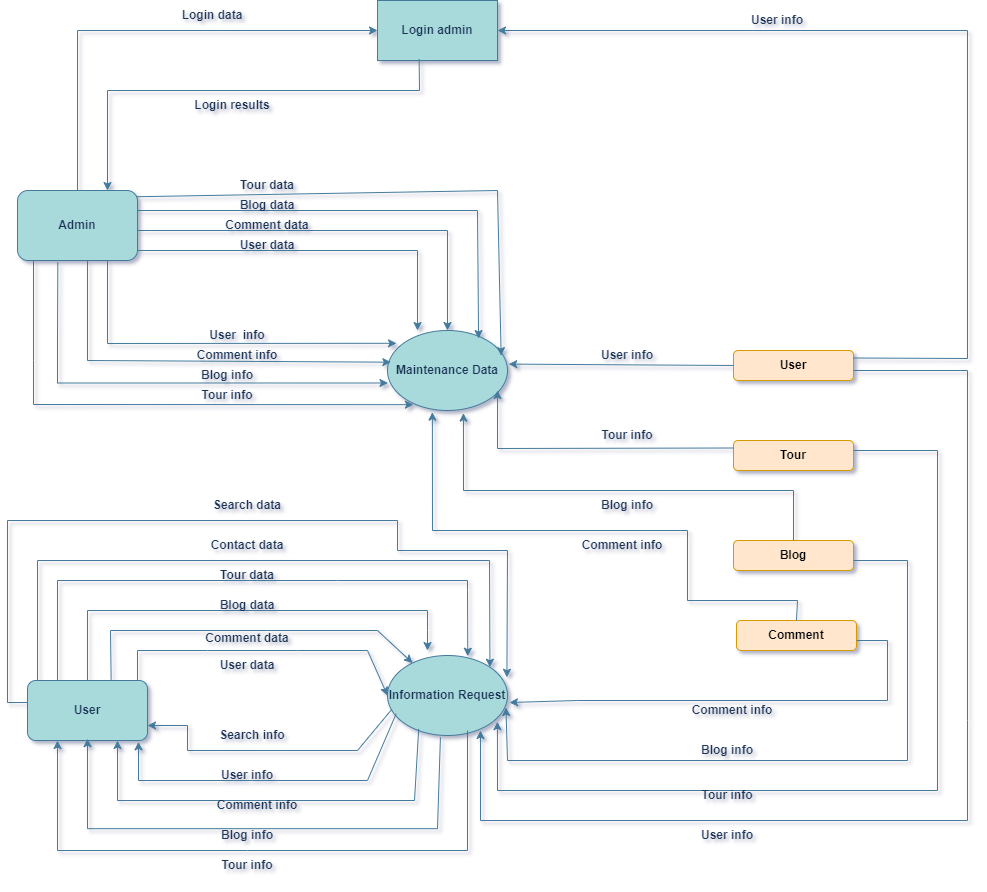 Login data
User info
Login admin
Login results
Tour data
Blog data
Admin
Comment data
User data
User  info
Comment info
Blog info
Tour info
Maintenance Data
User info
User
Tour info
Tour
Search data
Blog info
Contact data
Comment info
Blog
Tour data
Blog data
Comment data
Comment
User data
Information Request
User
Comment info
Search info
Blog info
User info
Tour info
Comment info
Blog info
User info
Tour info